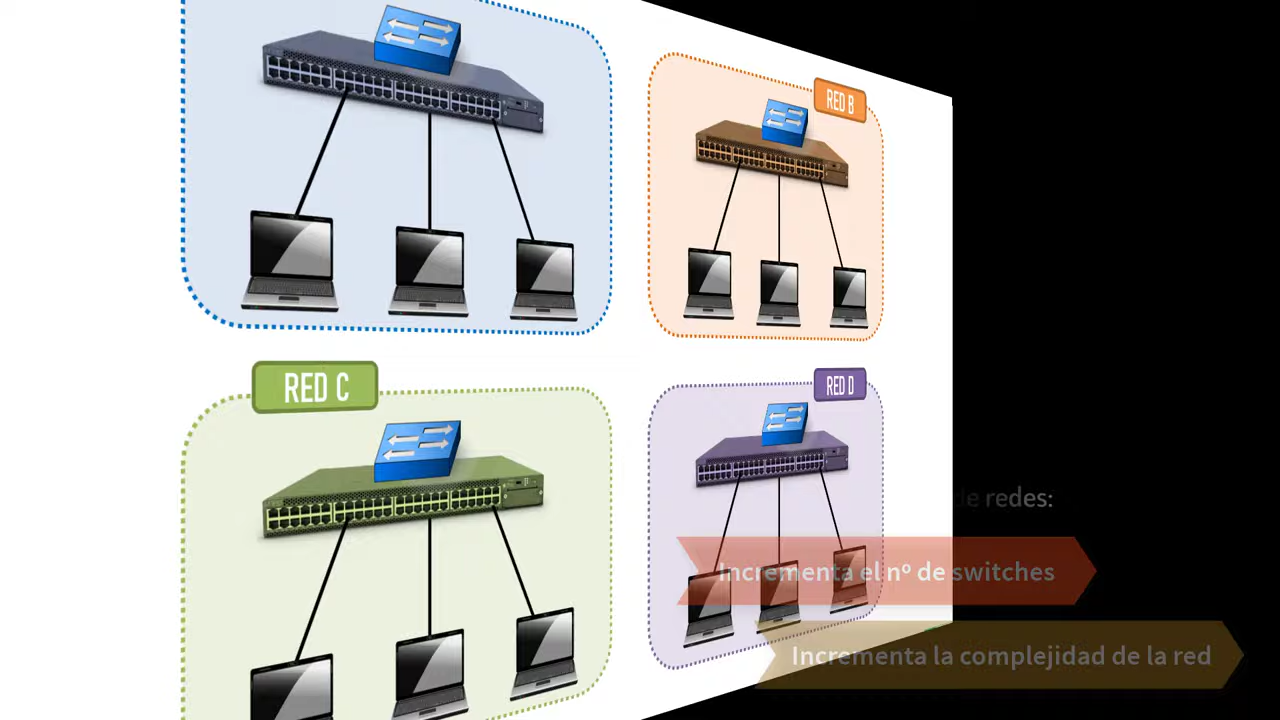 RED B
RED C
RED D
de redes:
Incrementa el nº de switches
Incrementa la complejidad de la red